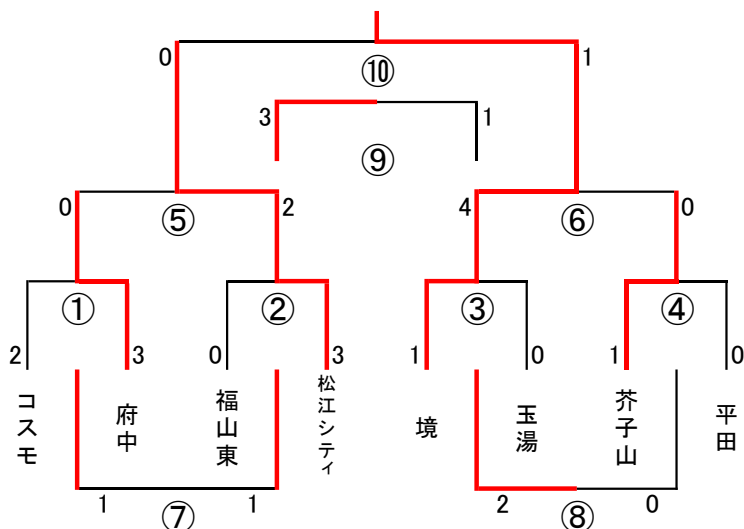 0 1
⑩
3 1
⑨
0 2 4 0
⑤ ⑥
① ② ③ ④
2 3 0 3 1 0 1 0
コスモ
府中
福山東
松江シティ
境
玉湯
芥子山
平田
1 1 2 0
⑦ ⑧